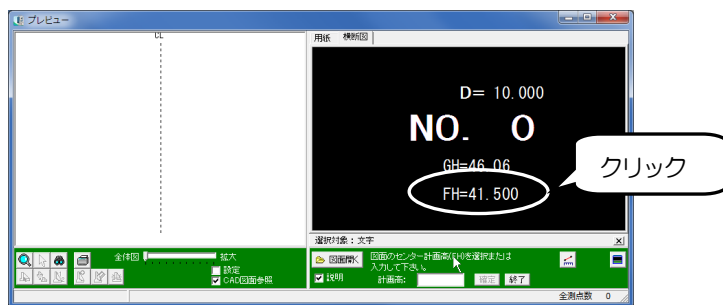 プレビュー
CL
用紙 横断図
D= 10.000
NO. 0
GH=46.06
FH=41.500
クリック
選択対象:文字
全体図 拡大
設定
CAD図面参照
図面開く
図面のセンター計画高(FH)を選択または
入力して下さい。
説明 計画高: 確定 終了
全測点数 0